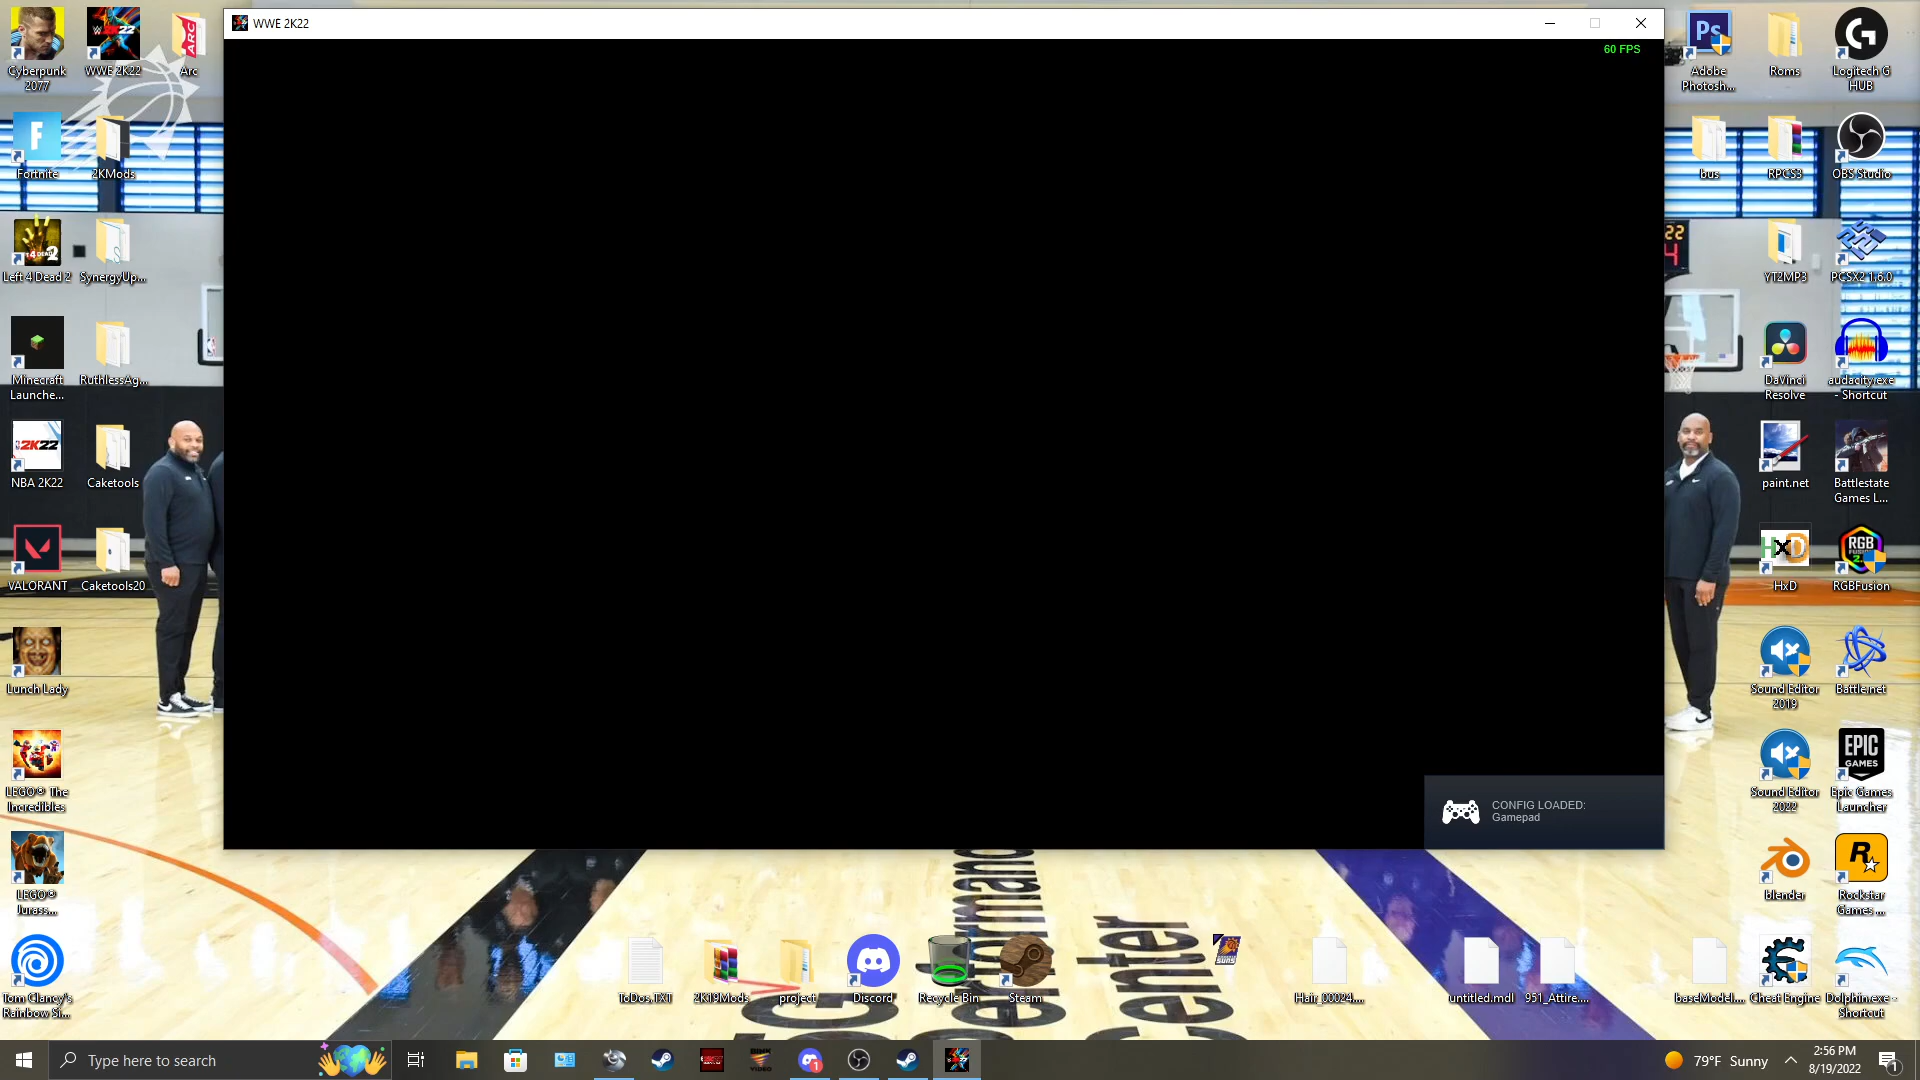 WWE 2K22
60 FPS
CONFIG LOADED:
Gamepad
Cyberpunk
2077
WWE 2K22
Arc
Fortnite
2KMods
Left 4 Dead 2
SynergyUp...
Minecraft
Launche...
RuthlessAg...
NBA 2K22
Caketools
VALORANT
Caketools20
Lunch Lady
LEGO® The
Incredibles
LEGO®
Jurass...
Tom Clancy's
Rainbow Si...
Adobe
Photosh...
Roms
Logitech G
HUB
bus
RPCS3
OBS Studio
YT2MP3
PCSX2 1.6.0
DaVinci
Resolve
audacity.exe
- Shortcut
paint.net
Battlestate
Games L...
HxD
RGBFusion
Sound Editor
2019
Battle.net
Sound Editor
2022
Epic Games
Launcher
blender
Rockstar
Games ...
ToDos.TXT
2K19Mods
project
Discord
Recycle Bin
Steam
Hair_00024....
untitled.mdl
951_Attire....
baseModel....
Cheat Engine
Dolphin.exe -
Shortcut
Center
Type here to search
79°F Sunny
2:56 PM
8/19/2022